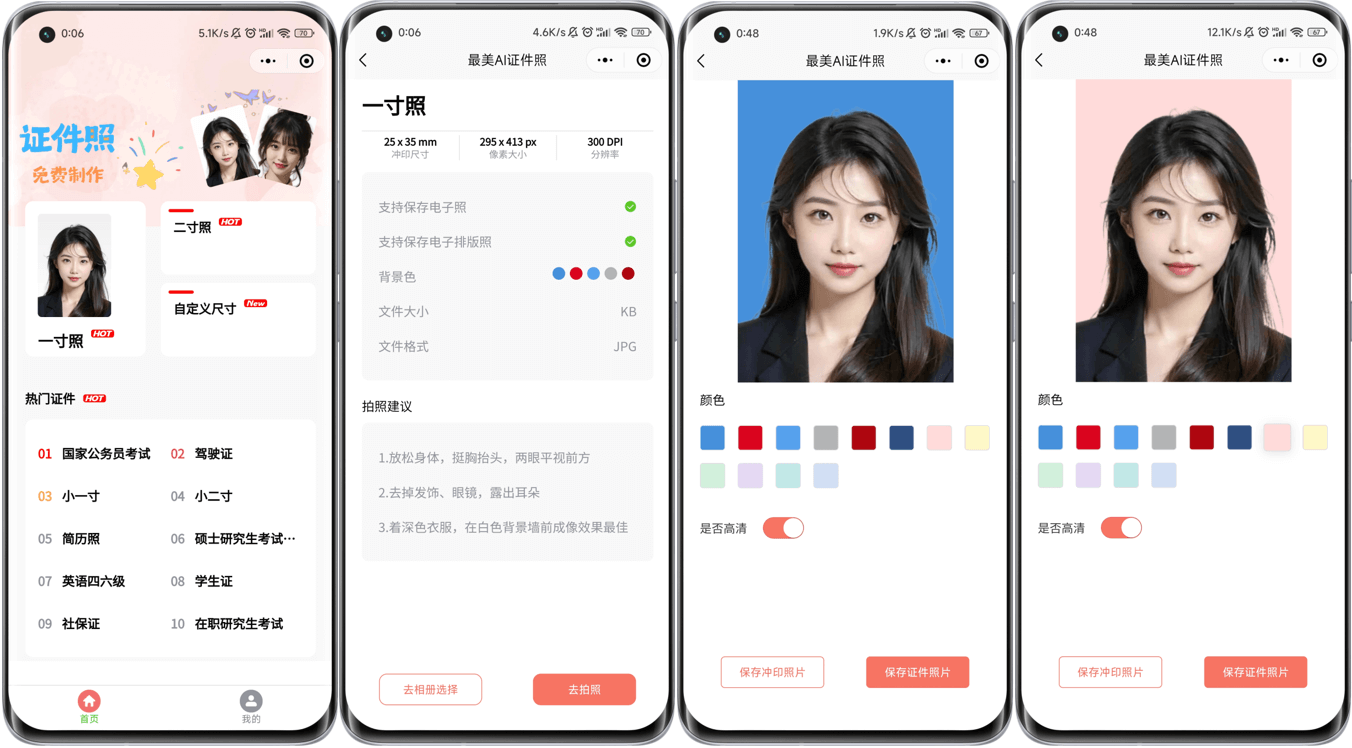 0:06
5.1K/s
70
证件照
免费制作
二寸照 HOT
自定义尺寸 New
一寸照 HOT
热门证件 HOT
01 国家公务员考试 02 驾驶证
03 小一寸 04 小二寸
05 简历照 06 硕士研究生考试…
07 英语四六级 08 学生证
09 社保证 10 在职研究生考试
首页 我的
0:06
4.6K/s
70
最美AI证件照
一寸照
25 x 35 mm 295 x 413 px 300 DPI
冲印尺寸 像素大小 分辨率
支持保存电子照
支持保存电子排版照
背景色
文件大小 KB
文件格式 JPG
拍照建议
1.放松身体，挺胸抬头，两眼平视前方
2.去掉发饰、眼镜，露出耳朵
3.着深色衣服，在白色背景墙前成像效果最佳
去相册选择 去拍照
0:48
1.9K/s
67
最美AI证件照
颜色
是否高清
保存冲印照片 保存证件照片
0:48
12.1K/s
67
最美AI证件照
颜色
是否高清
保存冲印照片 保存证件照片